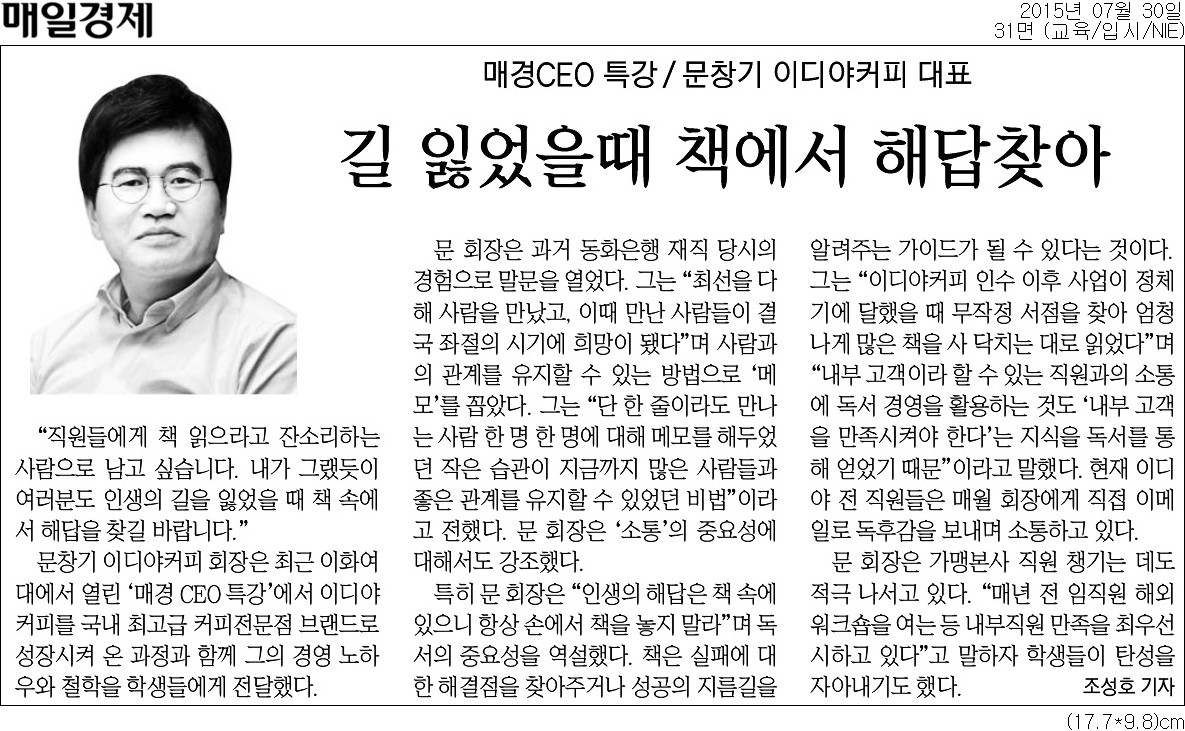 매일경제
2015년 07월 30일
31면 (교육/입시/NIE)
매경CEO 특강 / 문창기 이디야커피 대표
길 잃었을때 책에서 해답찾아
“직원들에게 책 읽으라고 잔소리하는
사람으로 남고 싶습니다. 내가 그랬듯이
여러분도 인생의 길을 잃었을 때 책 속에
서 해답을 찾길 바랍니다.”
문창기 이디야커피 회장은 최근 이화여
대에서 열린 ‘매경 CEO 특강’에서 이디야
커피를 국내 최고급 커피전문점 브랜드로
성장시켜 온 과정과 함께 그의 경영 노하
우와 철학을 학생들에게 전달했다.
문 회장은 과거 동화은행 재직 당시의
경험으로 말문을 열었다. 그는 “최선을 다
해 사람을 만났고, 이때 만난 사람들이 결
국 좌절의 시기에 희망이 됐다”며 사람과
의 관계를 유지할 수 있는 방법으로 ‘메
모’를 꼽았다. 그는 “단 한 줄이라도 만나
는 사람 한 명 한 명에 대해 메모를 해두었
던 작은 습관이 지금까지 많은 사람들과
좋은 관계를 유지할 수 있었던 비법”이라
고 전했다. 문 회장은 ‘소통’의 중요성에
대해서도 강조했다.
특히 문 회장은 “인생의 해답은 책 속에
있으니 항상 손에서 책을 놓지 말라”며 독
서의 중요성을 역설했다. 책은 실패에 대
한 해결점을 찾아주거나 성공의 지름길을
알려주는 가이드가 될 수 있다는 것이다.
그는 “이디야커피 인수 이후 사업이 정체
기에 달했을 때 무작정 서점을 찾아 엄청
나게 많은 책을 사 닥치는 대로 읽었다”며
“내부 고객이라 할 수 있는 직원과의 소통
에 독서 경영을 활용하는 것도 ‘내부 고객
을 만족시켜야 한다’는 지식을 독서를 통
해 얻었기 때문”이라고 말했다. 현재 이디
야 전 직원들은 매월 회장에게 직접 이메
일로 독후감을 보내며 소통하고 있다.
문 회장은 가맹본사 직원 챙기는 데도
적극 나서고 있다. “매년 전 임직원 해외
워크숍을 여는 등 내부직원 만족을 최우선
시하고 있다”고 말하자 학생들이 탄성을
자아내기도 했다. 조성호 기자
(17.7*9.8)cm